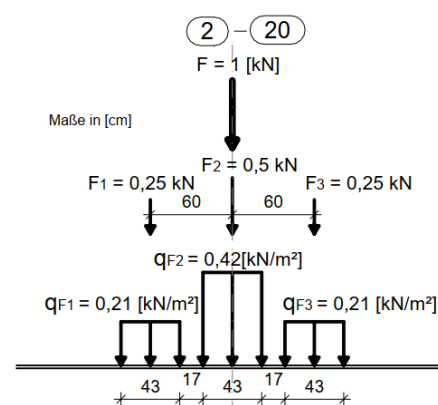 2 – 20
F = 1 [kN]
Maße in [cm]
F2 = 0,5 kN
F1 = 0,25 kN
F3 = 0,25 kN
60 60
qF2 = 0,42[kN/m²]
qF1 = 0,21 [kN/m²]
qF3 = 0,21 [kN/m²]
43 17 43 17 43